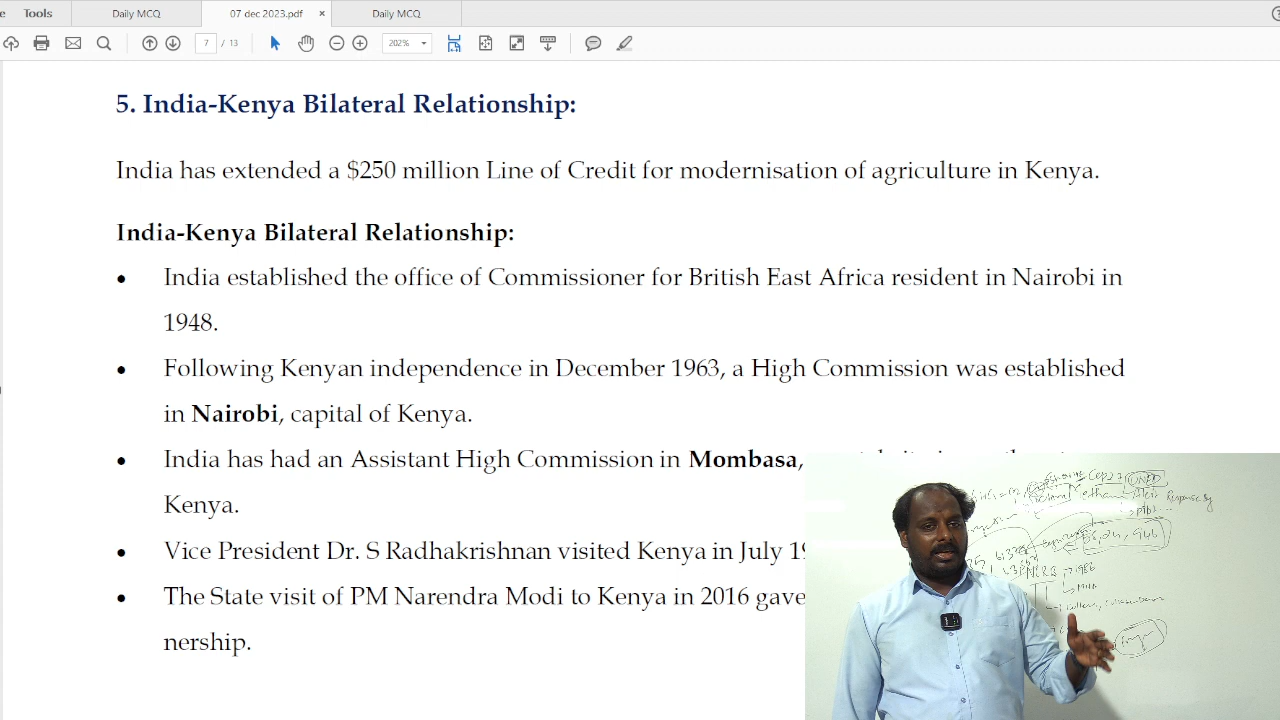 e Tools Daily MCQ 07 dec 2023.pdf × Daily MCQ
7 / 13 202%
5. India-Kenya Bilateral Relationship:
India has extended a $250 million Line of Credit for modernisation of agriculture in Kenya.
India-Kenya Bilateral Relationship:
• India established the office of Commissioner for British East Africa resident in Nairobi in
1948.
• Following Kenyan independence in December 1963, a High Commission was established
in Nairobi, capital of Kenya.
• India has had an Assistant High Commission in Mombasa,
Kenya.
• Vice President Dr. S Radhakrishnan visited Kenya in July 19
• The State visit of PM Narendra Modi to Kenya in 2016 gave
nership.
Response by